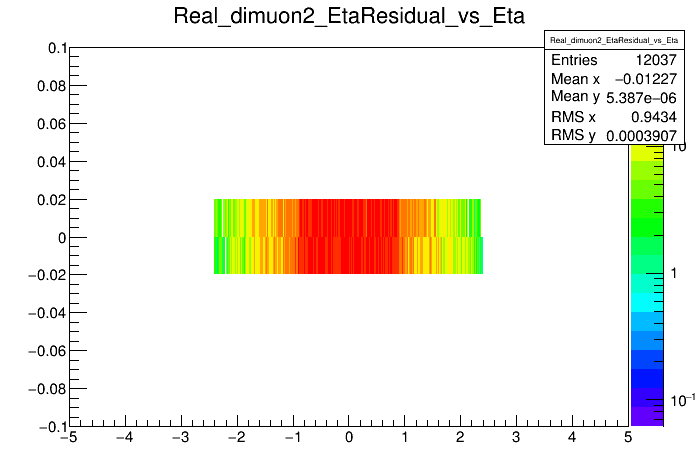 Real_dimuon2_EtaResidual_vs_Eta
Real_dimuon2_EtaResidual_vs_Eta
Entries 12037
Mean x −0.01227
Mean y 5.387e−06
RMS x 0.9434
RMS y 0.0003907
0.1
0.08
0.06
0.04
0.02
0
−0.02
−0.04
−0.06
−0.08
−0.1
−5 −4 −3 −2 −1 0 1 2 3 4 5
10
1
10−1